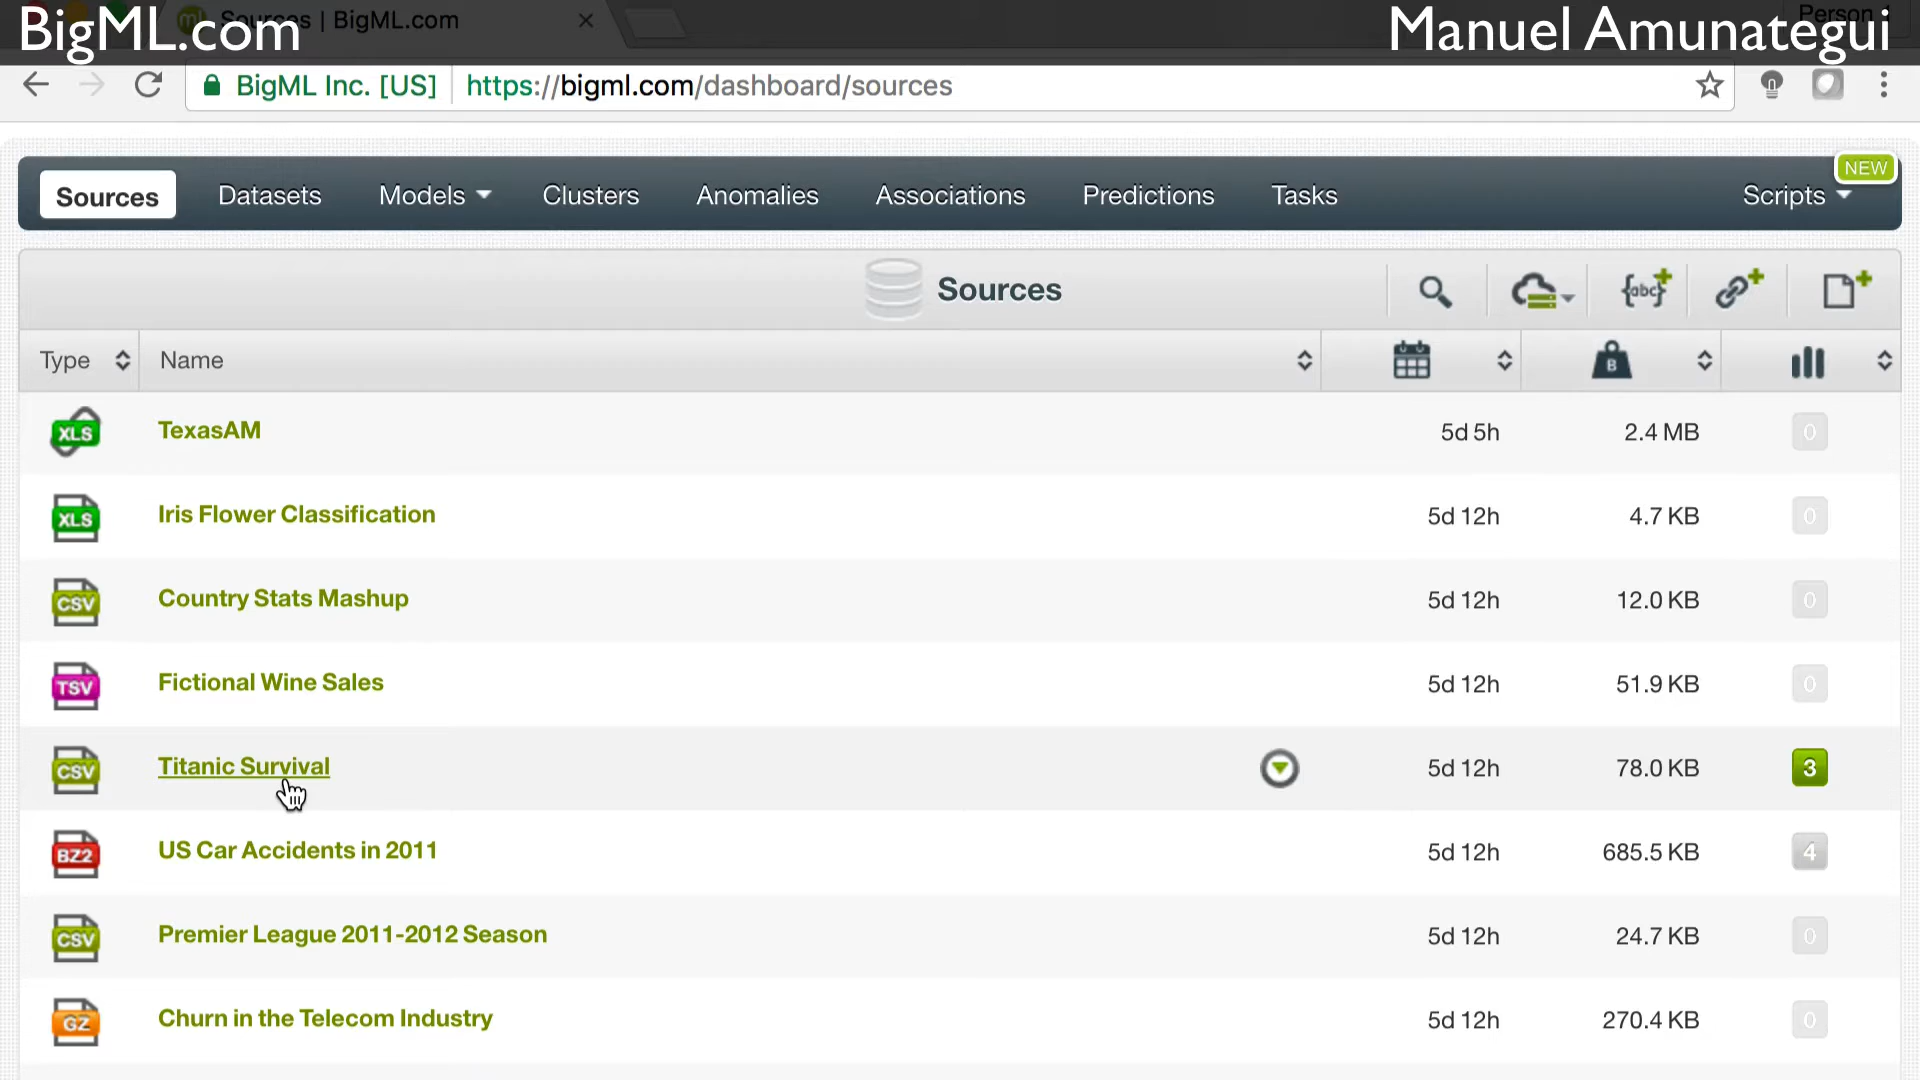 BigML.com
Manuel Amunategui
Sources | BigML.com
Person 1
BigML Inc. [US]
https://bigml.com/dashboard/sources
Sources
Datasets
Models
Clusters
Anomalies
Associations
Predictions
Tasks
Scripts
NEW
Sources
{abc}
Type
Name
B
XLS TexasAM 5d 5h 2.4 MB 0
XLS Iris Flower Classification 5d 12h 4.7 KB 0
CSV Country Stats Mashup 5d 12h 12.0 KB 0
TSV Fictional Wine Sales 5d 12h 51.9 KB 0
CSV Titanic Survival 5d 12h 78.0 KB 3
BZ2 US Car Accidents in 2011 5d 12h 685.5 KB 4
CSV Premier League 2011-2012 Season 5d 12h 24.7 KB 0
GZ Churn in the Telecom Industry 5d 12h 270.4 KB 0